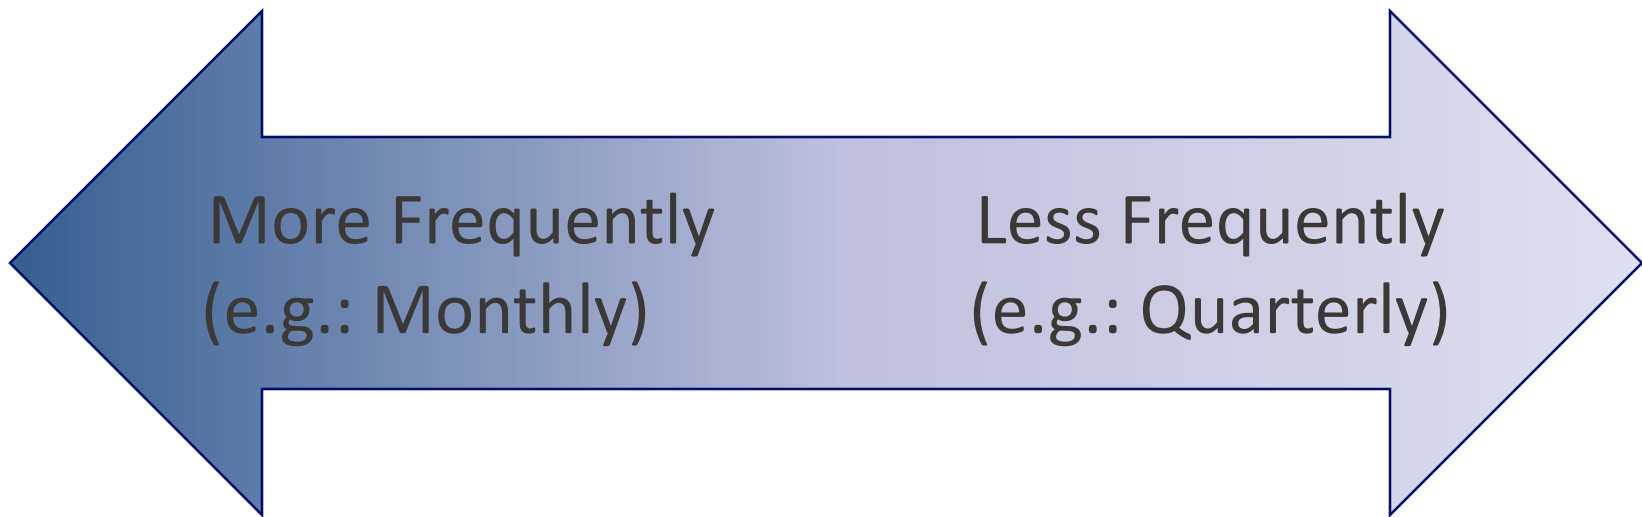 More Frequently
(e.g.: Monthly)
Less Frequently
(e.g.: Quarterly)